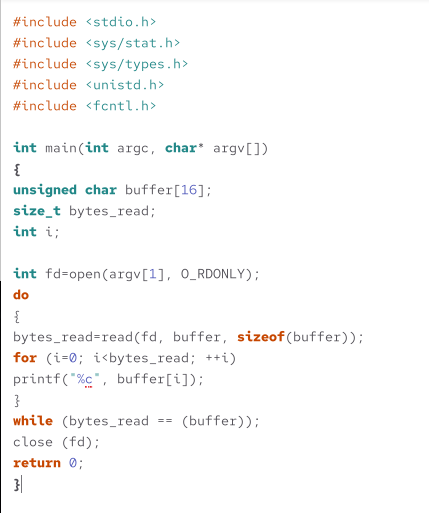 #include <stdio.h>
#include <sys/stat.h>
#include <sys/types.h>
#include <unistd.h>
#include <fcntl.h>

int main(int argc, char* argv[])
{
unsigned char buffer[16];
size_t bytes_read;
int i;

int fd=open(argv[1], O_RDONLY);
do
{
bytes_read=read(fd, buffer, sizeof(buffer));
for (i=0; i<bytes_read; ++i)
printf("%c", buffer[i]);
}
while (bytes_read == (buffer));
close (fd);
return 0;
}